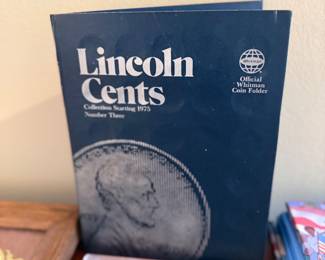 Lincoln
Cents
Collection Starting 1975
Number Three
Official
Whitman
Coin Folder